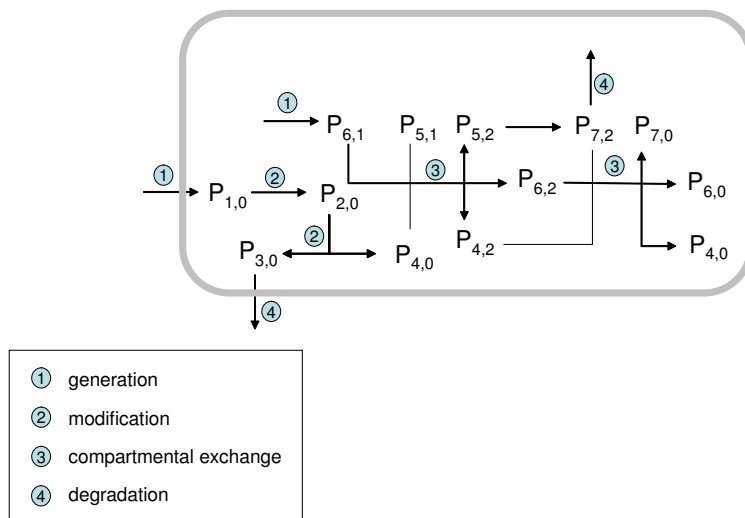 4
1
P6,1 P5,1 P5,2 P7,2 P7,0
1 2 3 3
P1,0 P2,0 P6,2 P6,0
2
P3,0 P4,0 P4,2 P4,0
4
1 generation
2 modification
3 compartmental exchange
4 degradation